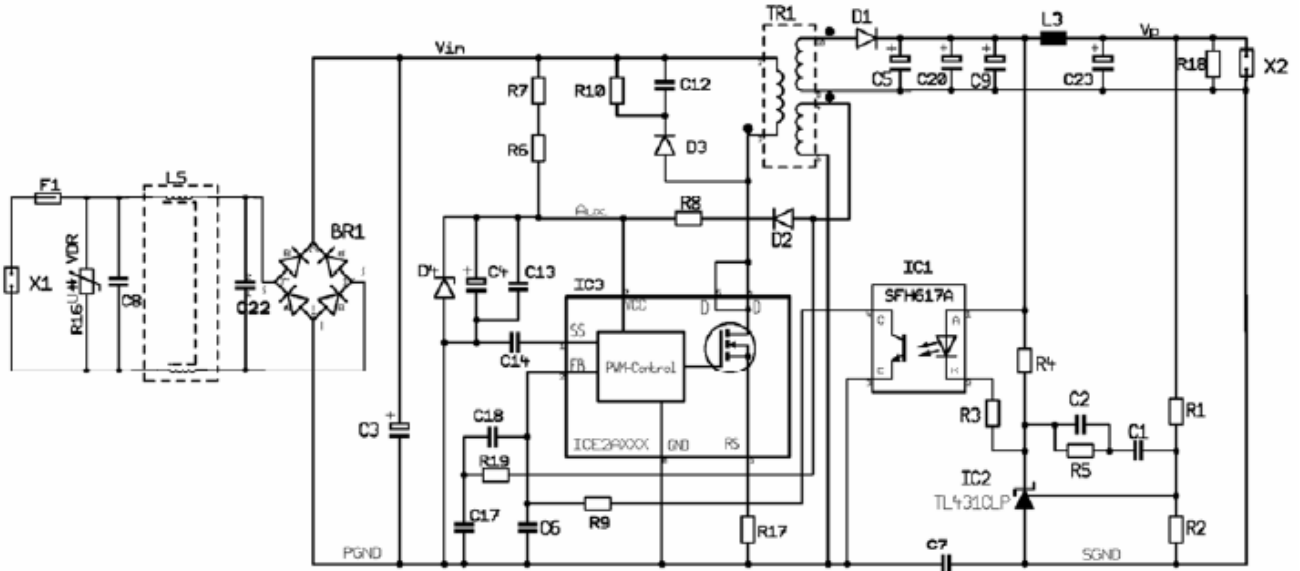 TR1
D1
L3
Vin
Vp
C5
C20
C9
C23
R18
X2
R7
R10
C12
R6
D3
F1
L5
R8
D2
BR1
VDR
R16
U
X1
C8
C22
D4
C4
C13
IC3
VCC
D
D
IC1
SFH617A
C
A
E
K
SS
C14
FB
PWM-Control
R4
C3
C18
R3
C2
R1
C1
ICE2AXXX
GND
RS
R5
R19
IC2
TL431CLP
C17
C6
R9
R17
R2
PGND
C7
SGND